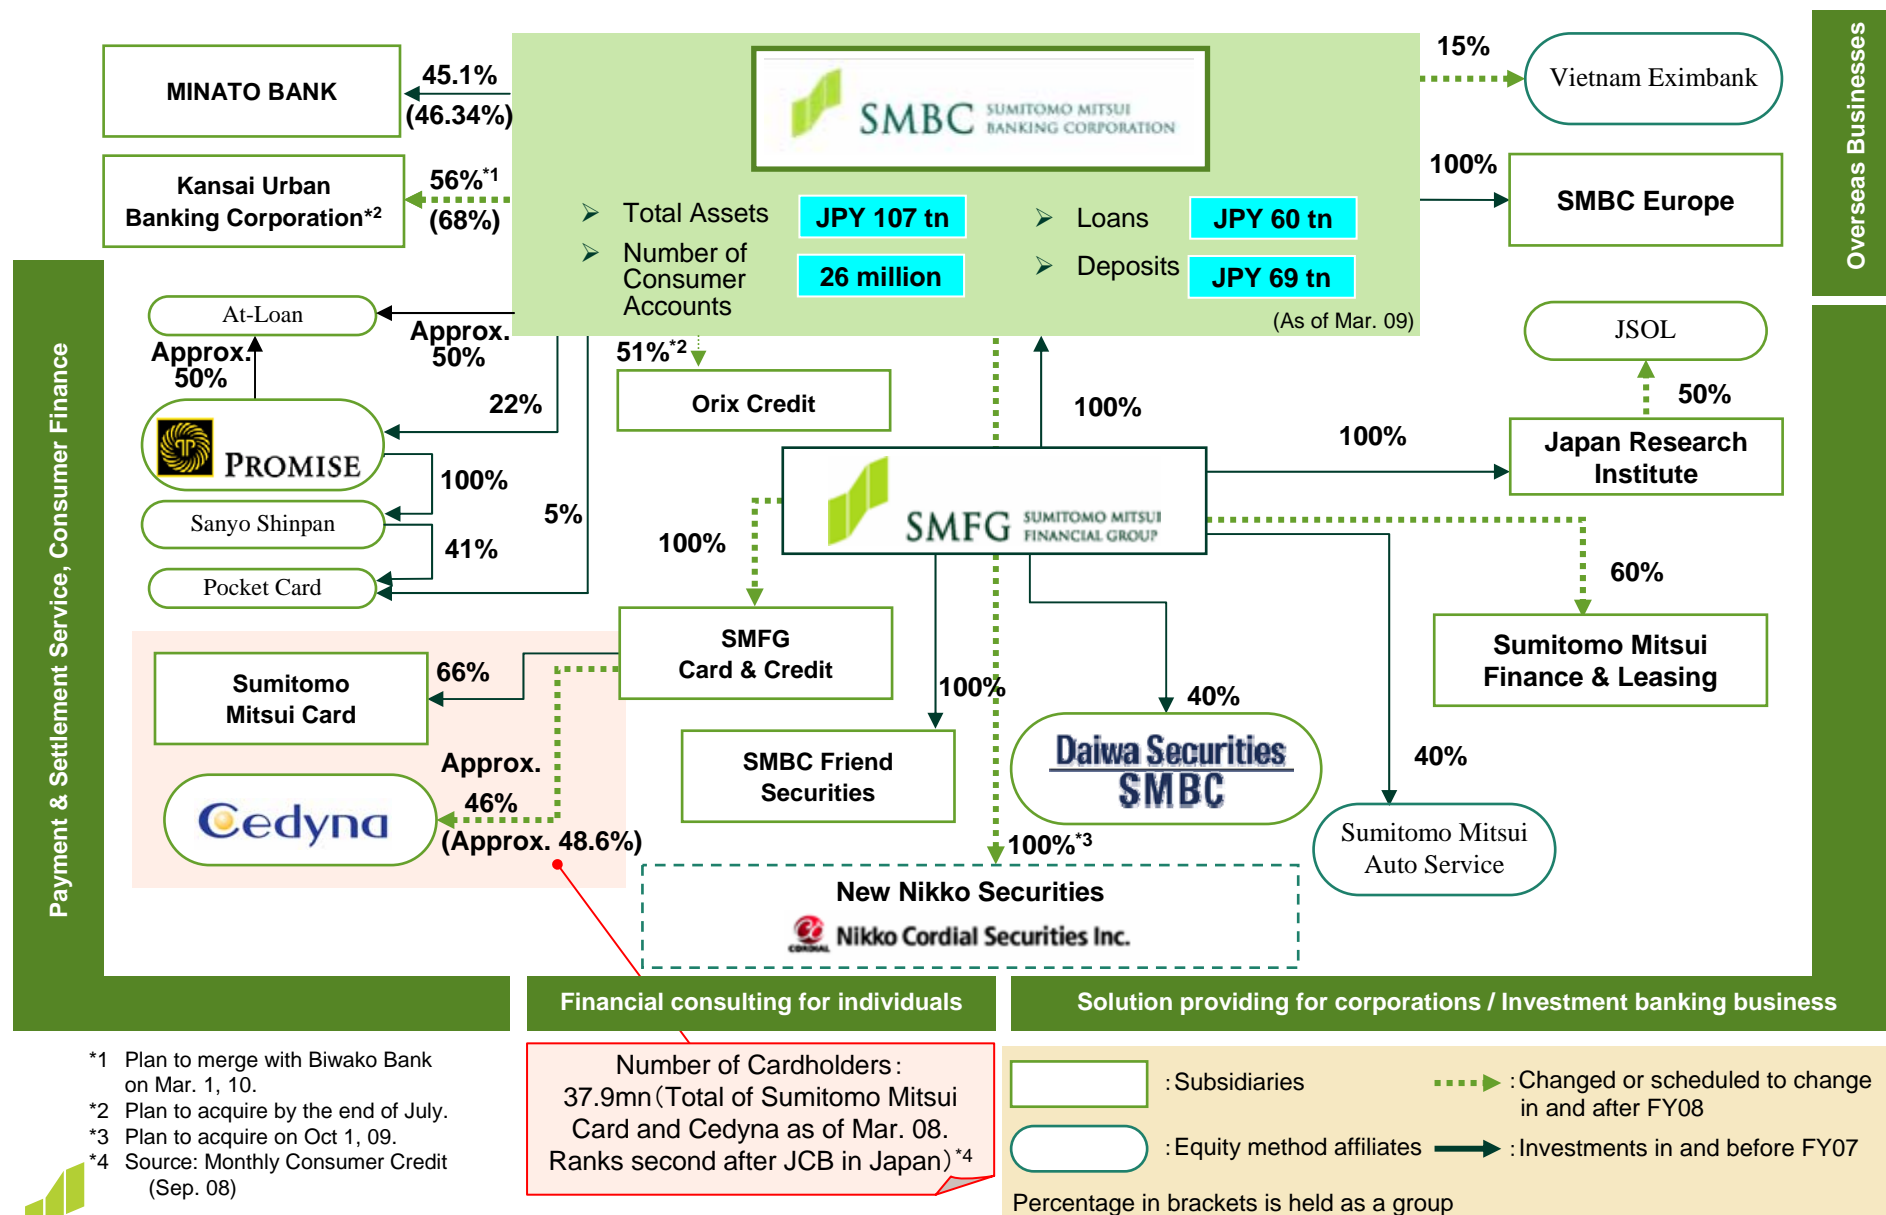 MINATO BANK
45.1%
(46.34%)
Kansai Urban
Banking Corporation*2
56%*1
(68%)
SMBC SUMITOMO MITSUI
BANKING CORPORATION
Total Assets
JPY 107 tn
Number of
Consumer
Accounts
26 million
Loans
JPY 60 tn
Deposits
JPY 69 tn
(As of Mar. 09)
15%
Vietnam Eximbank
100%
SMBC Europe
Overseas Businesses
Payment & Settlement Service, Consumer Finance
At-Loan
Approx.
50%
Approx.
50%
PROMISE
22%
100%
Sanyo Shinpan
41%
5%
Pocket Card
51%*2
Orix Credit
100%
SMFG SUMITOMO MITSUI
FINANCIAL GROUP
100%
JSOL
50%
Japan Research
Institute
60%
Sumitomo Mitsui
Finance & Leasing
100%
SMFG
Card & Credit
66%
Sumitomo
Mitsui Card
Approx.
46%
(Approx. 48.6%)
Cedyna
100%
SMBC Friend
Securities
40%
Daiwa Securities
SMBC
40%
Sumitomo Mitsui
Auto Service
100%*3
New Nikko Securities
CORDIAL
Nikko Cordial Securities Inc.
Financial consulting for individuals
Solution providing for corporations / Investment banking business
*1 Plan to merge with Biwako Bank
on Mar. 1, 10.
*2 Plan to acquire by the end of July.
*3 Plan to acquire on Oct 1, 09.
*4 Source: Monthly Consumer Credit
(Sep. 08)
Number of Cardholders:
37.9mn(Total of Sumitomo Mitsui
Card and Cedyna as of Mar. 08.
Ranks second after JCB in Japan)*4
:Subsidiaries
:Equity method affiliates
:Changed or scheduled to change
in and after FY08
:Investments in and before FY07
Percentage in brackets is held as a group